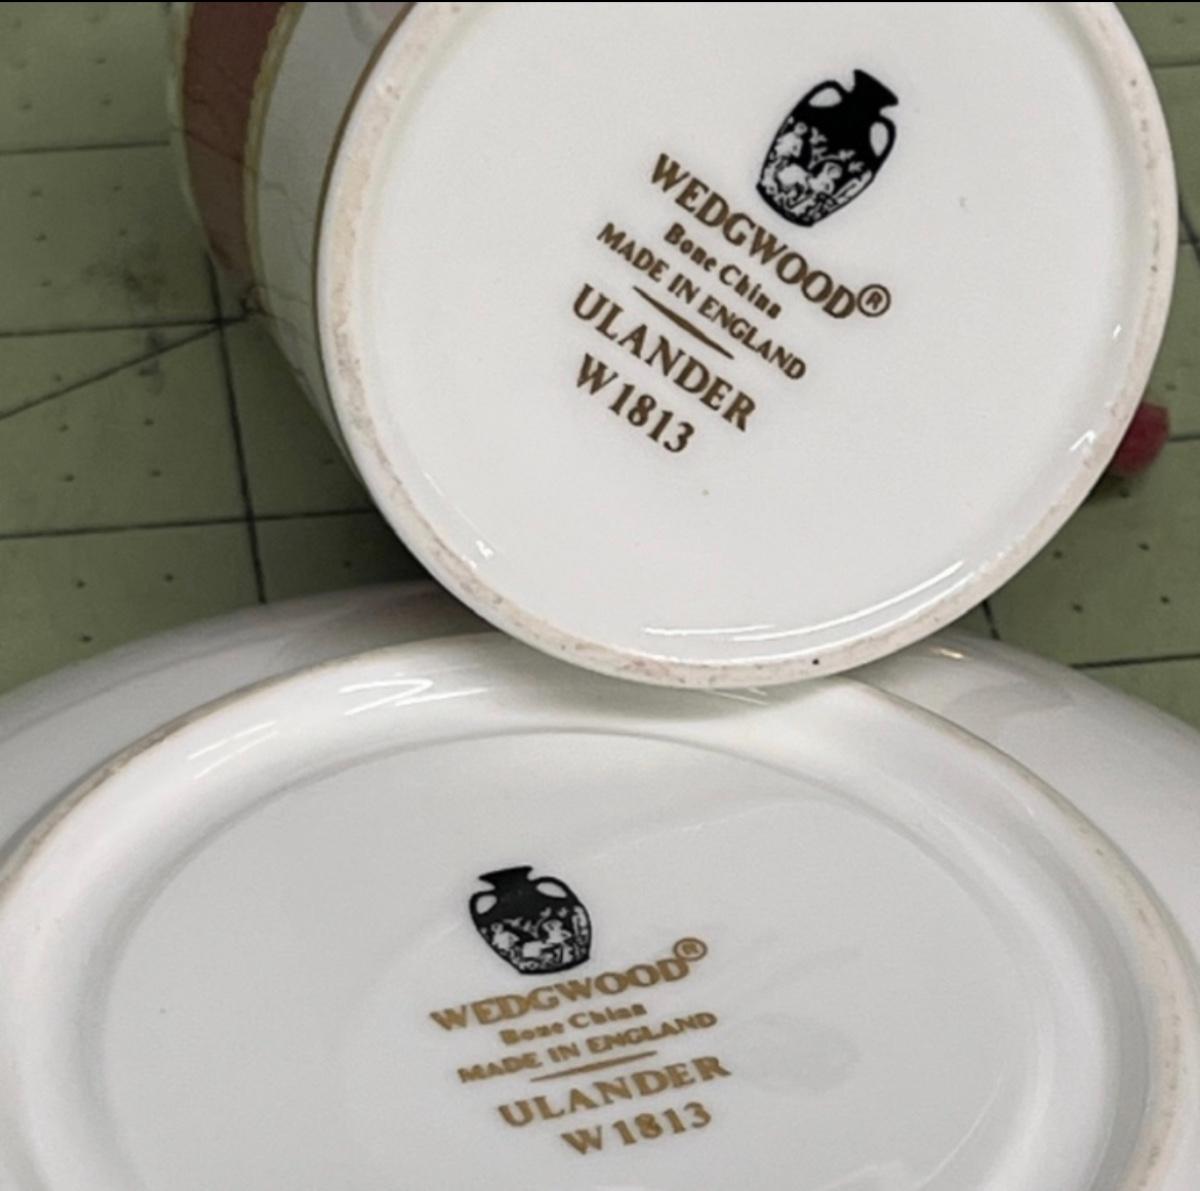 WEDGWOOD®
Bone China
MADE IN ENGLAND
ULANDER
W1813
WEDGWOOD®
Bone China
MADE IN ENGLAND
ULANDER
W1813